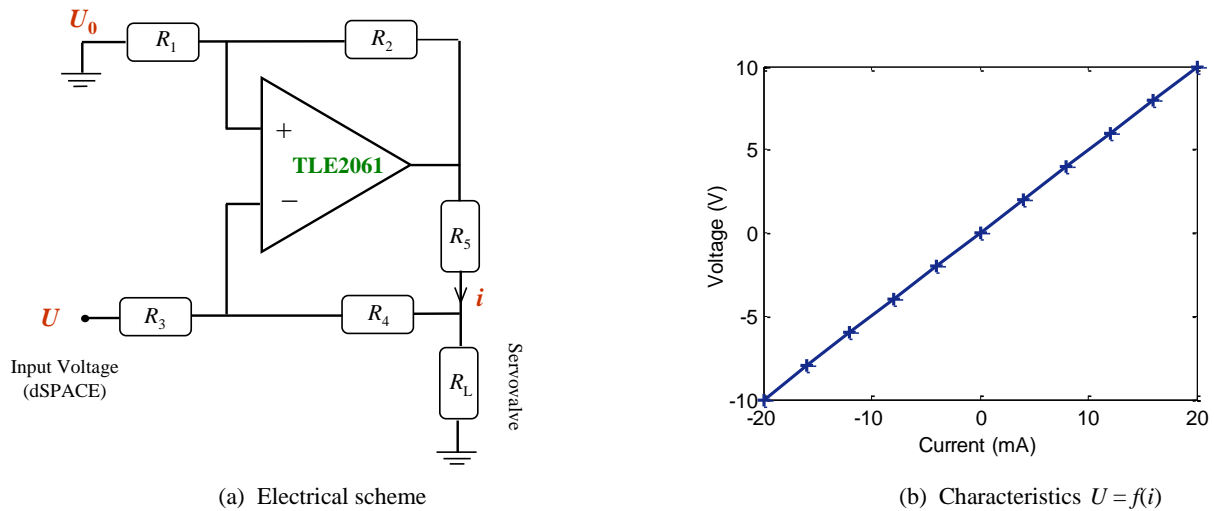 U0
R1
R2
+
TLE2061
−
R5
i
U
R3
R4
Input Voltage
(dSPACE)
RL
Servovalve
(a) Electrical scheme
10
5
0
-5
-10
Voltage (V)
-20
-10
0
10
20
Current (mA)
(b) Characteristics U = f(i)